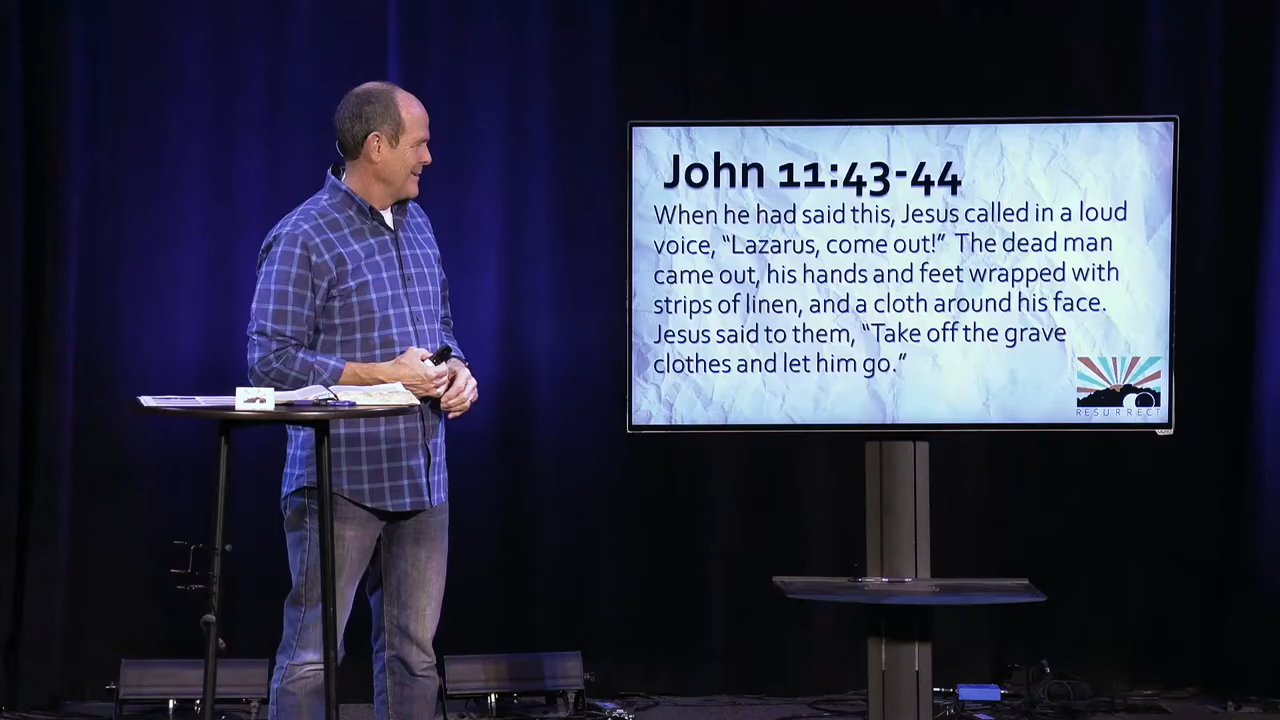 John 11:43-44
When he had said this, Jesus called in a loud
voice, “Lazarus, come out!” The dead man
came out, his hands and feet wrapped with
strips of linen, and a cloth around his face.
Jesus said to them, “Take off the grave
clothes and let him go.”
RESURRECT